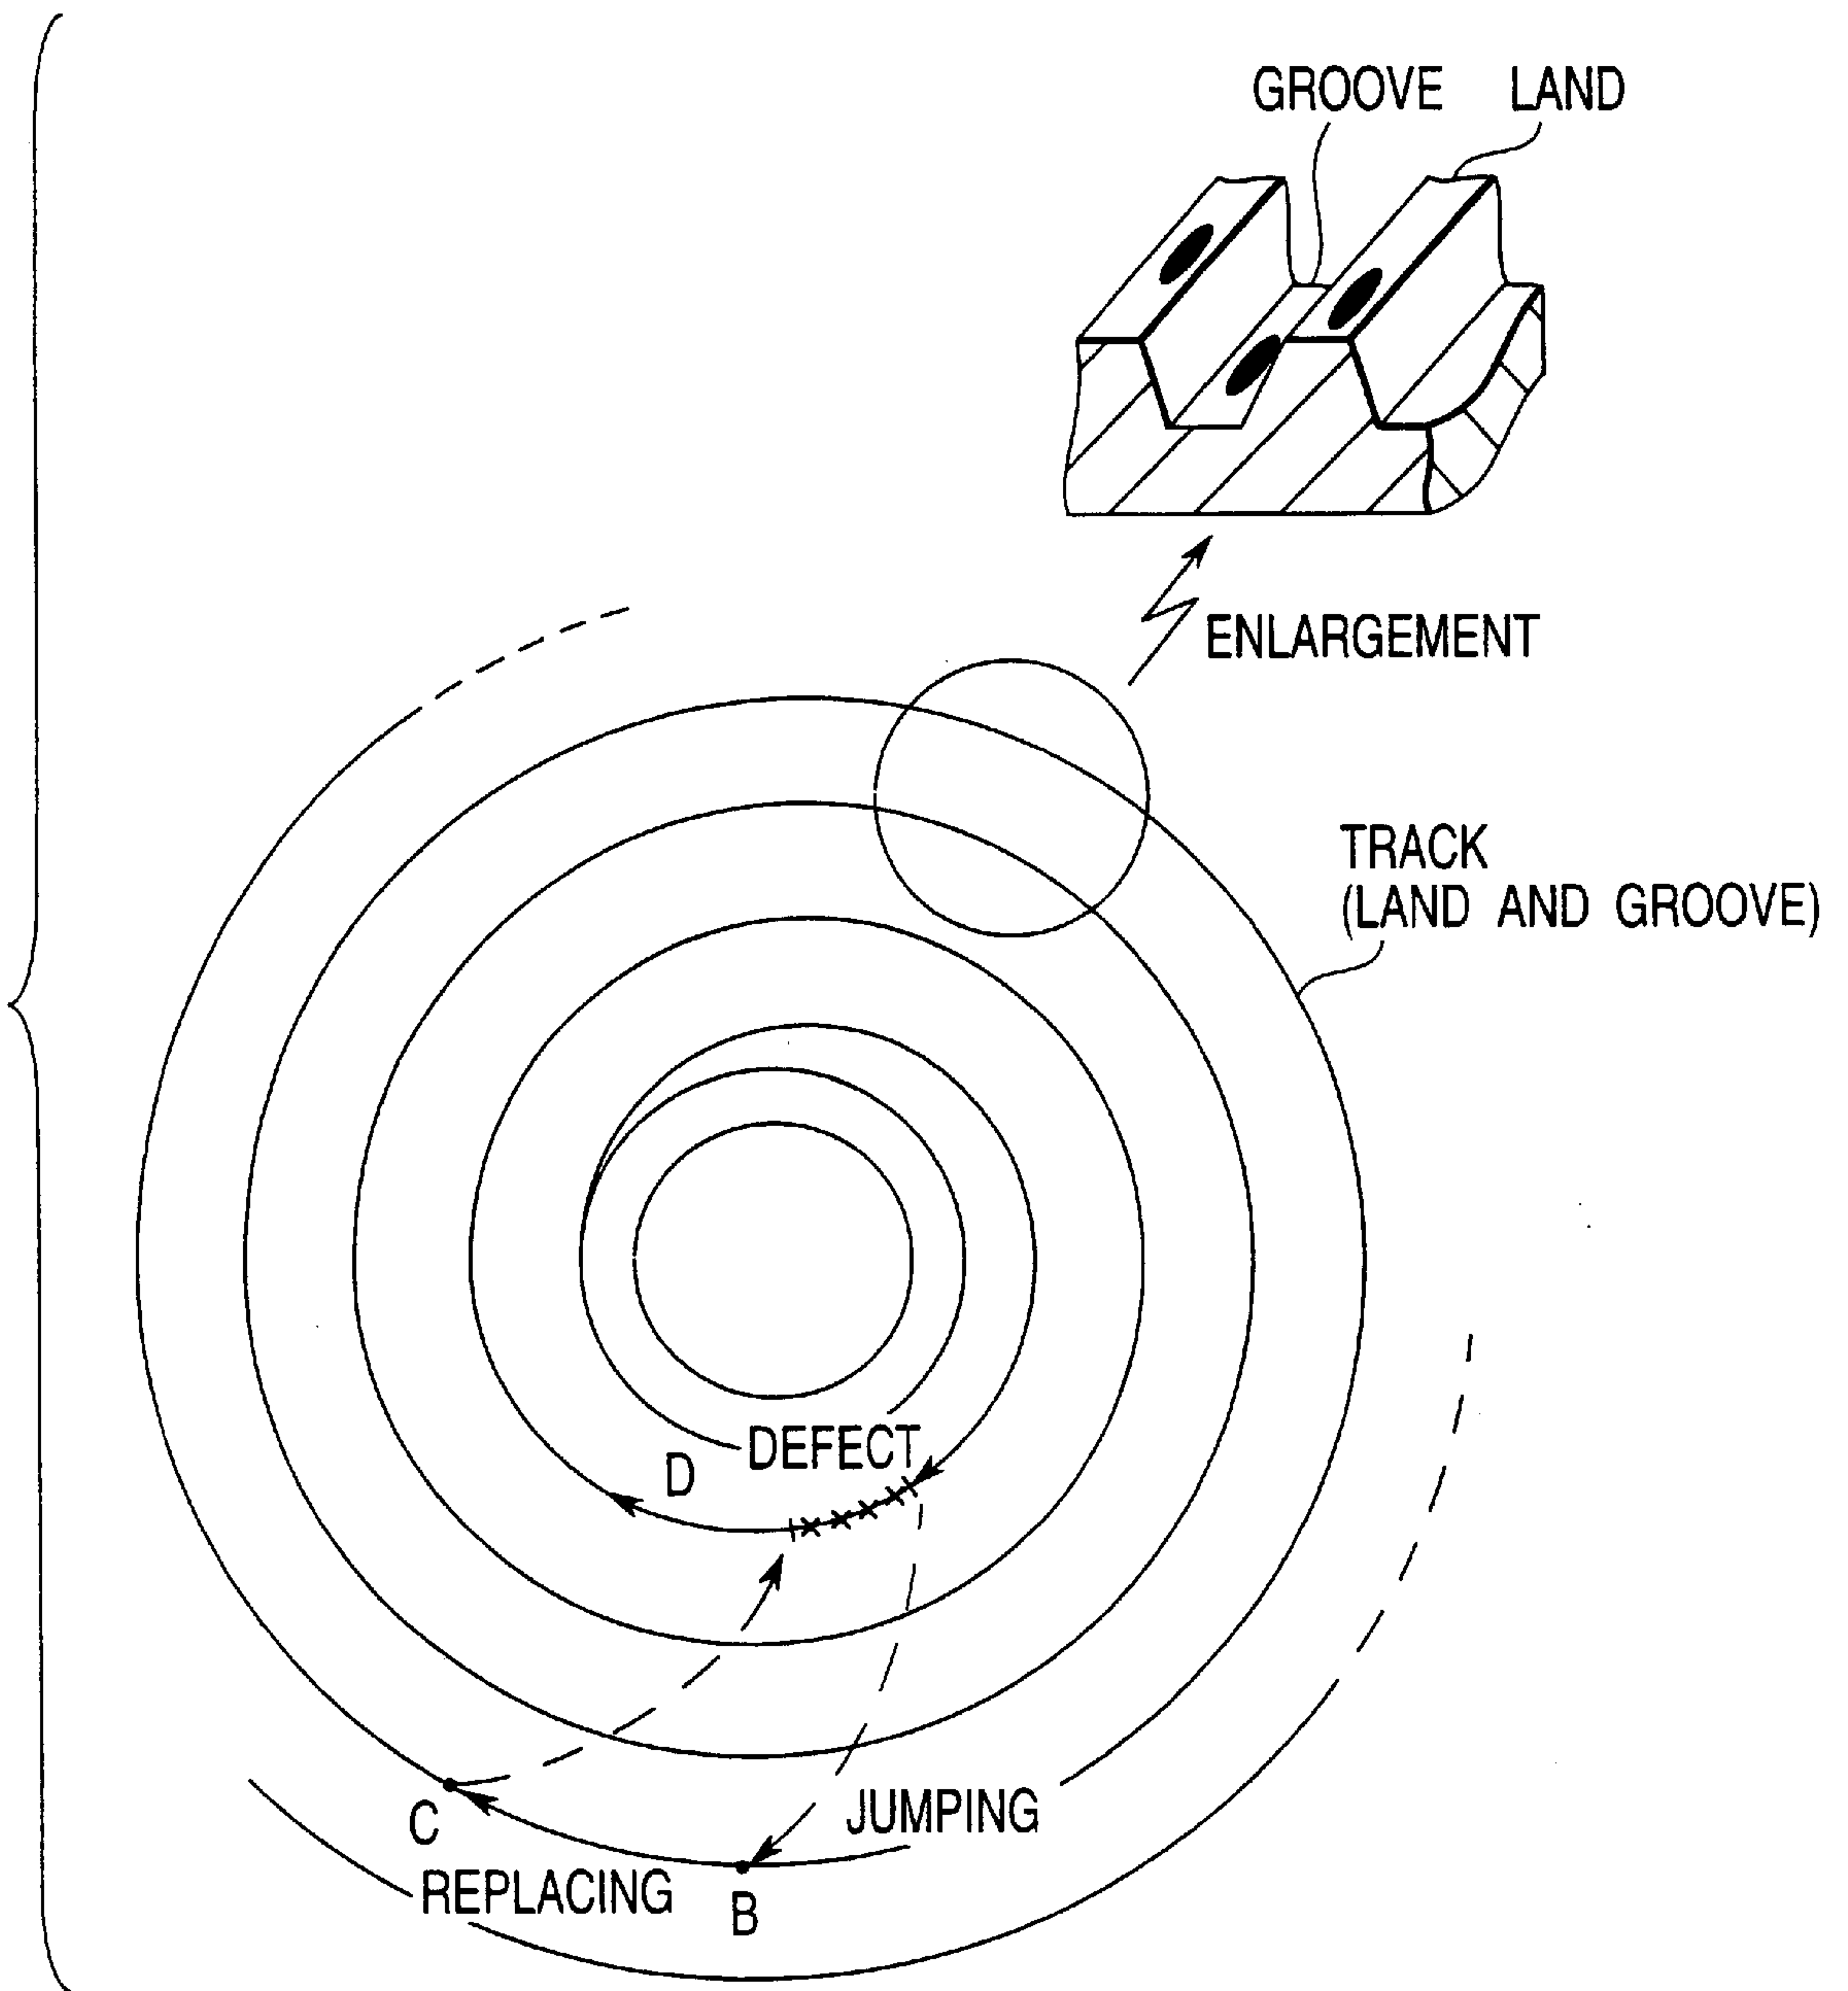 GROOVE LAND
ENLARGEMENT
TRACK
(LAND AND GROOVE)
DEFECT
D
JUMPING
C
REPLACING
B